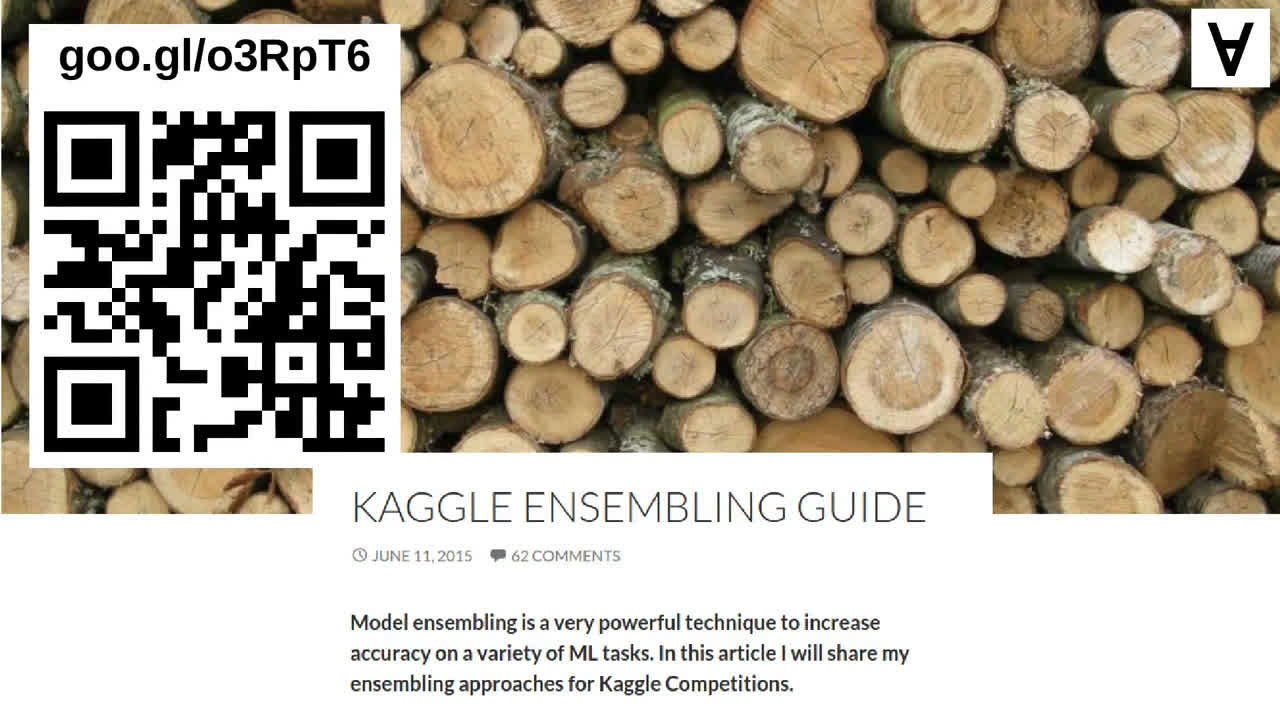 goo.gl/o3RpT6
∀
KAGGLE ENSEMBLING GUIDE
JUNE 11, 2015 62 COMMENTS
Model ensembling is a very powerful technique to increase
accuracy on a variety of ML tasks. In this article I will share my
ensembling approaches for Kaggle Competitions.